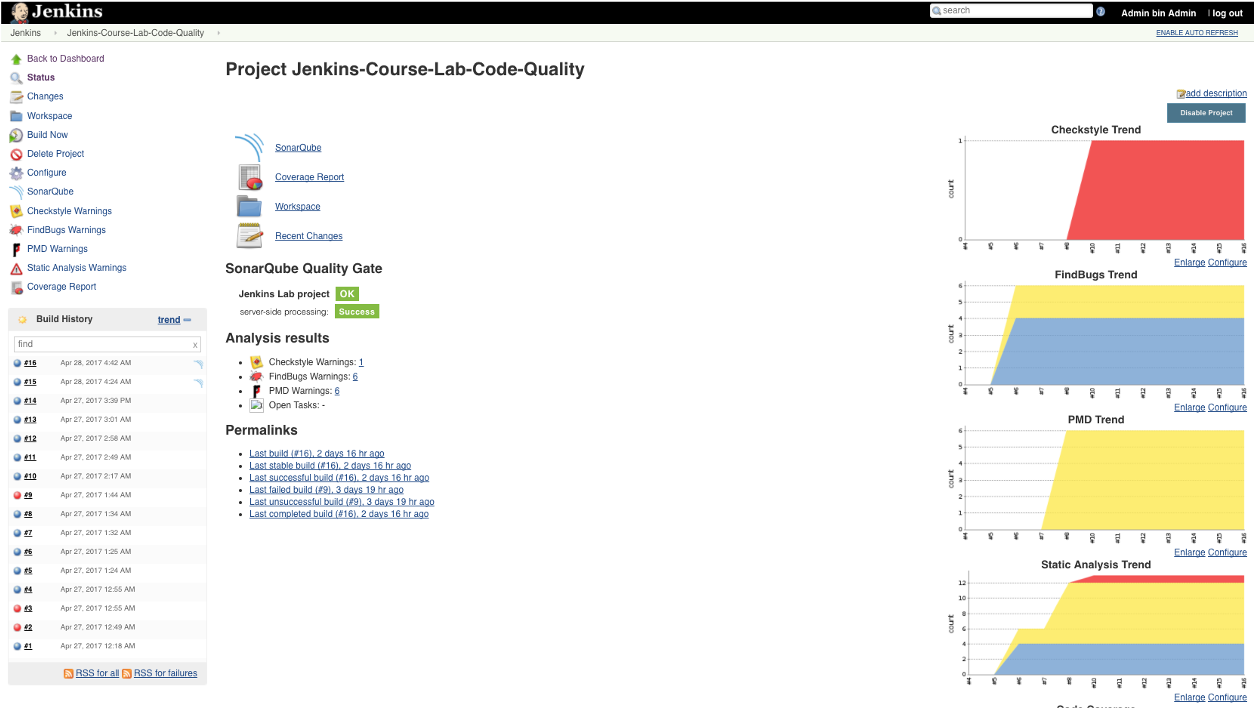 Jenkins
search
Admin bin Admin | log out
Jenkins
Jenkins-Course-Lab-Code-Quality
ENABLE AUTO REFRESH
Back to Dashboard
Status
Changes
Workspace
Build Now
Delete Project
Configure
SonarQube
Checkstyle Warnings
FindBugs Warnings
PMD Warnings
Static Analysis Warnings
Coverage Report
Build History trend
find x
#16 Apr 28, 2017 4:42 AM
#15 Apr 28, 2017 4:24 AM
#14 Apr 27, 2017 3:39 PM
#13 Apr 27, 2017 3:01 AM
#12 Apr 27, 2017 2:58 AM
#11 Apr 27, 2017 2:49 AM
#10 Apr 27, 2017 2:17 AM
#9 Apr 27, 2017 1:44 AM
#8 Apr 27, 2017 1:34 AM
#7 Apr 27, 2017 1:32 AM
#6 Apr 27, 2017 1:25 AM
#5 Apr 27, 2017 1:24 AM
#4 Apr 27, 2017 12:55 AM
#3 Apr 27, 2017 12:55 AM
#2 Apr 27, 2017 12:49 AM
#1 Apr 27, 2017 12:18 AM
RSS for all RSS for failures
Project Jenkins-Course-Lab-Code-Quality
SonarQube
Coverage Report
Workspace
Recent Changes
SonarQube Quality Gate
Jenkins Lab project OK
server-side processing: Success
Analysis results
Checkstyle Warnings: 1
FindBugs Warnings: 6
PMD Warnings: 6
Open Tasks: -
Permalinks
Last build (#16), 2 days 16 hr ago
Last stable build (#16), 2 days 16 hr ago
Last successful build (#16), 2 days 16 hr ago
Last failed build (#9), 3 days 19 hr ago
Last unsuccessful build (#9), 3 days 19 hr ago
Last completed build (#16), 2 days 16 hr ago
add description
Disable Project
Checkstyle Trend
count
1
0
#4 #5 #6 #7 #8 #10 #11 #12 #13 #14 #15 #16
Enlarge Configure
FindBugs Trend
count
6
5
4
3
2
1
0
#4 #5 #6 #7 #8 #10 #11 #12 #13 #14 #15 #16
Enlarge Configure
PMD Trend
count
6
5
4
3
2
1
0
#4 #5 #6 #7 #8 #10 #11 #12 #13 #14 #15 #16
Enlarge Configure
Static Analysis Trend
count
12
10
8
6
4
2
0
#4 #5 #6 #7 #8 #10 #11 #12 #13 #14 #15 #16
Enlarge Configure
Code Coverage